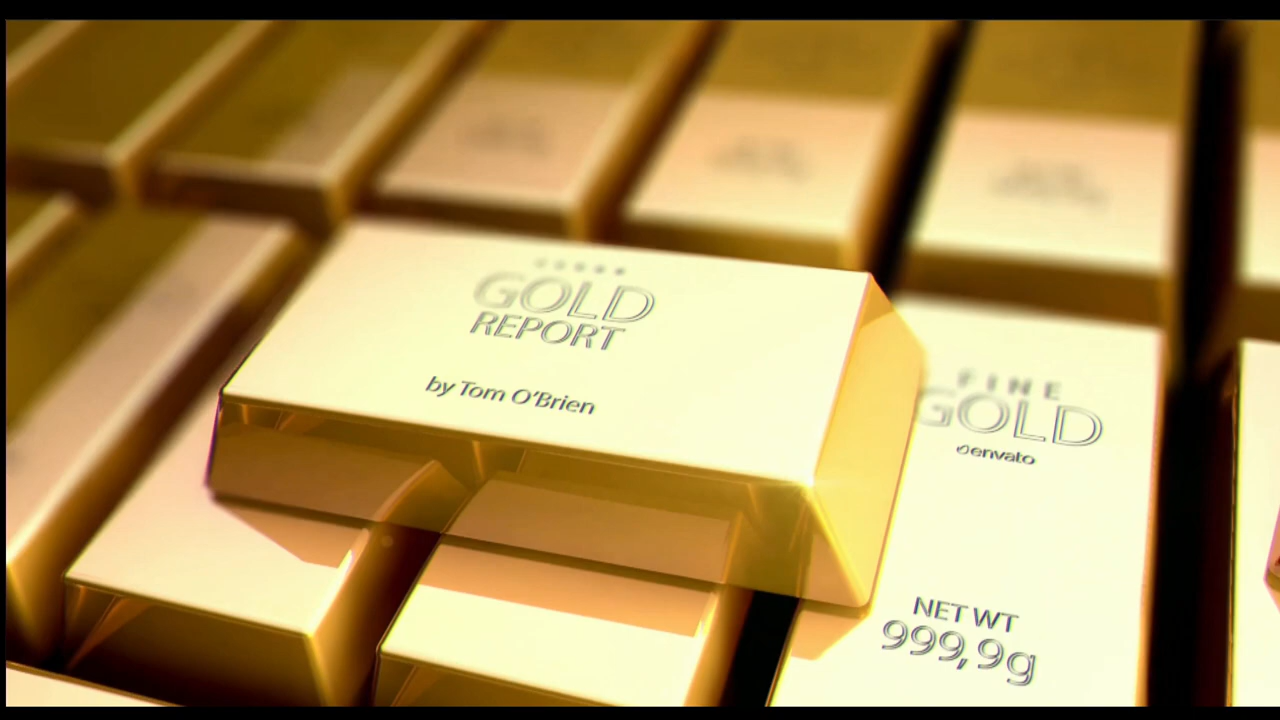 GOLD
REPORT
by Tom O'Brien
FINE
GOLD
envato
NET WT
999,9g